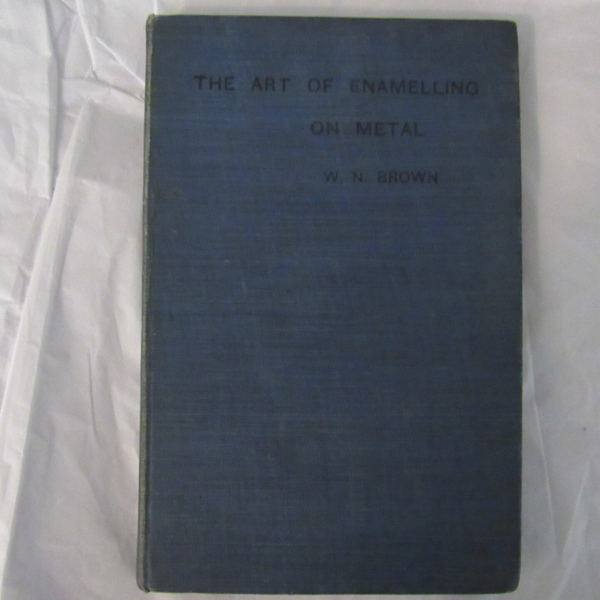 THE ART OF ENAMELLING
ON METAL
W. N. BROWN